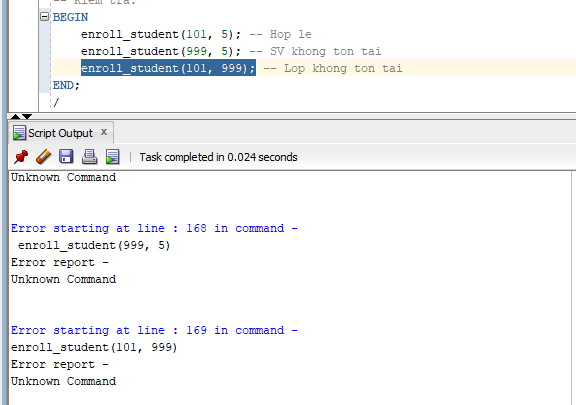 -- Kiem tra:
BEGIN
enroll_student(101, 5); -- Hop le
enroll_student(999, 5); -- SV khong ton tai
enroll_student(101, 999); -- Lop khong ton tai
END;
/
Script Output x
Task completed in 0.024 seconds
Unknown Command
Error starting at line : 168 in command -
enroll_student(999, 5)
Error report -
Unknown Command
Error starting at line : 169 in command -
enroll_student(101, 999)
Error report -
Unknown Command